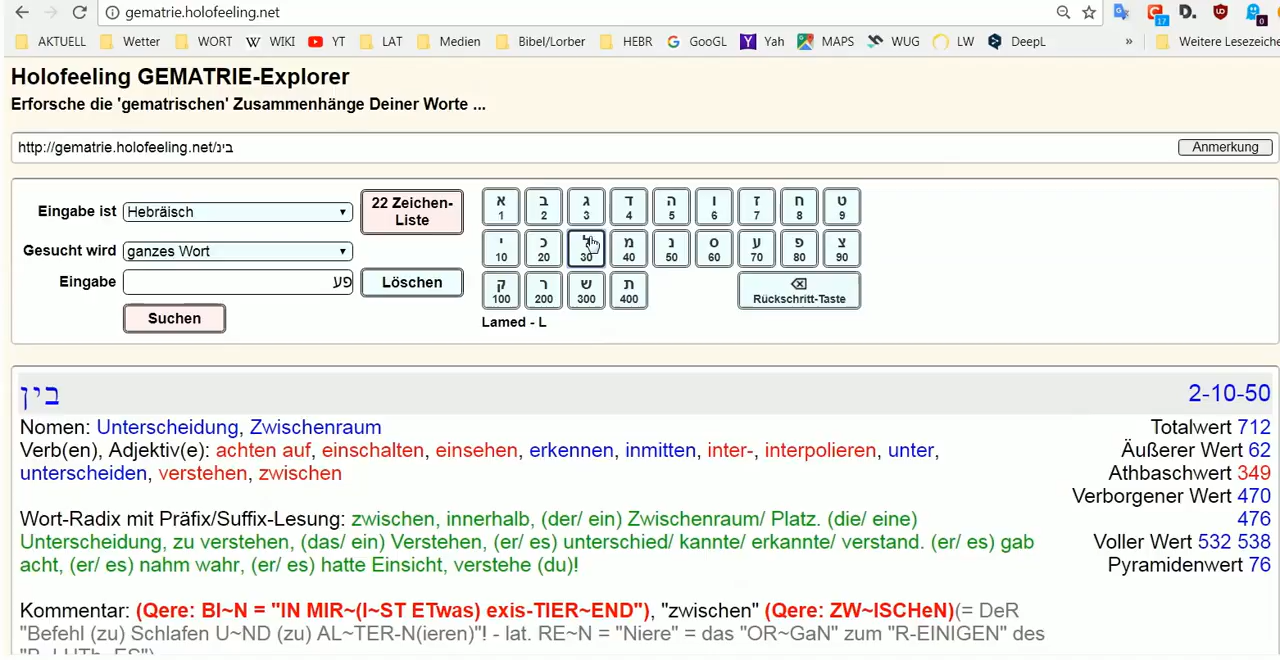 gematrie.holofeeling.net
AKTUELL Wetter WORT WIKI YT LAT Medien Bibel/Lorber HEBR GooGL Yah MAPS WUG LW DeepL » Weitere Lesezeiche
Holofeeling GEMATRIE-Explorer
Erforsche die 'gematrischen' Zusammenhänge Deiner Worte ...
http://gematrie.holofeeling.net/בינ Anmerkung
Eingabe ist Hebräisch 22 Zeichen-Liste
Gesucht wird ganzes Wort
Eingabe פע Löschen
Suchen
א ב ג ד ה ו ז ח ט
1 2 3 4 5 6 7 8 9
י כ ל מ נ ס ע פ צ
10 20 30 40 50 60 70 80 90
ק ר ש ת
100 200 300 400 Rückschritt-Taste
Lamed - L
בין 2-10-50
Nomen: Unterscheidung, Zwischenraum
Verb(en), Adjektiv(e): achten auf, einschalten, einsehen, erkennen, inmitten, inter-, interpolieren, unter,
unterscheiden, verstehen, zwischen
Wort-Radix mit Präfix/Suffix-Lesung: zwischen, innerhalb, (der/ ein) Zwischenraum/ Platz. (die/ eine)
Unterscheidung, zu verstehen, (das/ ein) Verstehen, (er/ es) unterschied/ kannte/ erkannte/ verstand. (er/ es) gab
acht, (er/ es) nahm wahr, (er/ es) hatte Einsicht, verstehe (du)!
Kommentar: (Qere: BI~N = "IN MIR~(I~ST ETwas) exis-TIER~END"), "zwischen" (Qere: ZW~ISCHeN)(= DeR
"Befehl (zu) Schlafen U~ND (zu) AL~TER-N(ieren)"! - lat. RE~N = "Niere" = das "OR~GaN" zum "R-EINIGEN" des
Totalwert 712
Äußerer Wert 62
Athbaschwert 349
Verborgener Wert 470
476
Voller Wert 532 538
Pyramidenwert 76